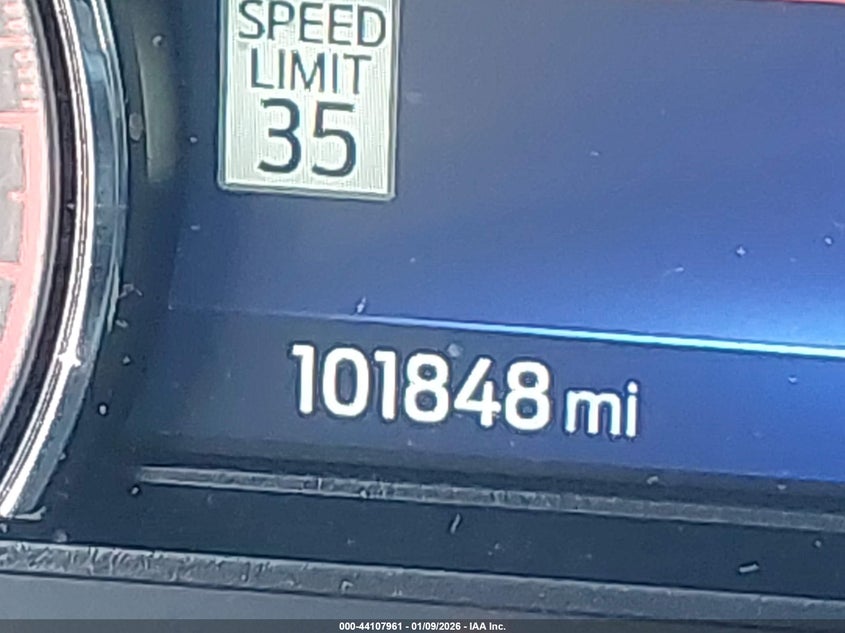 SPEED
LIMIT
35
101848 mi
000-44107961 - 01/09/2026 - IAA Inc.